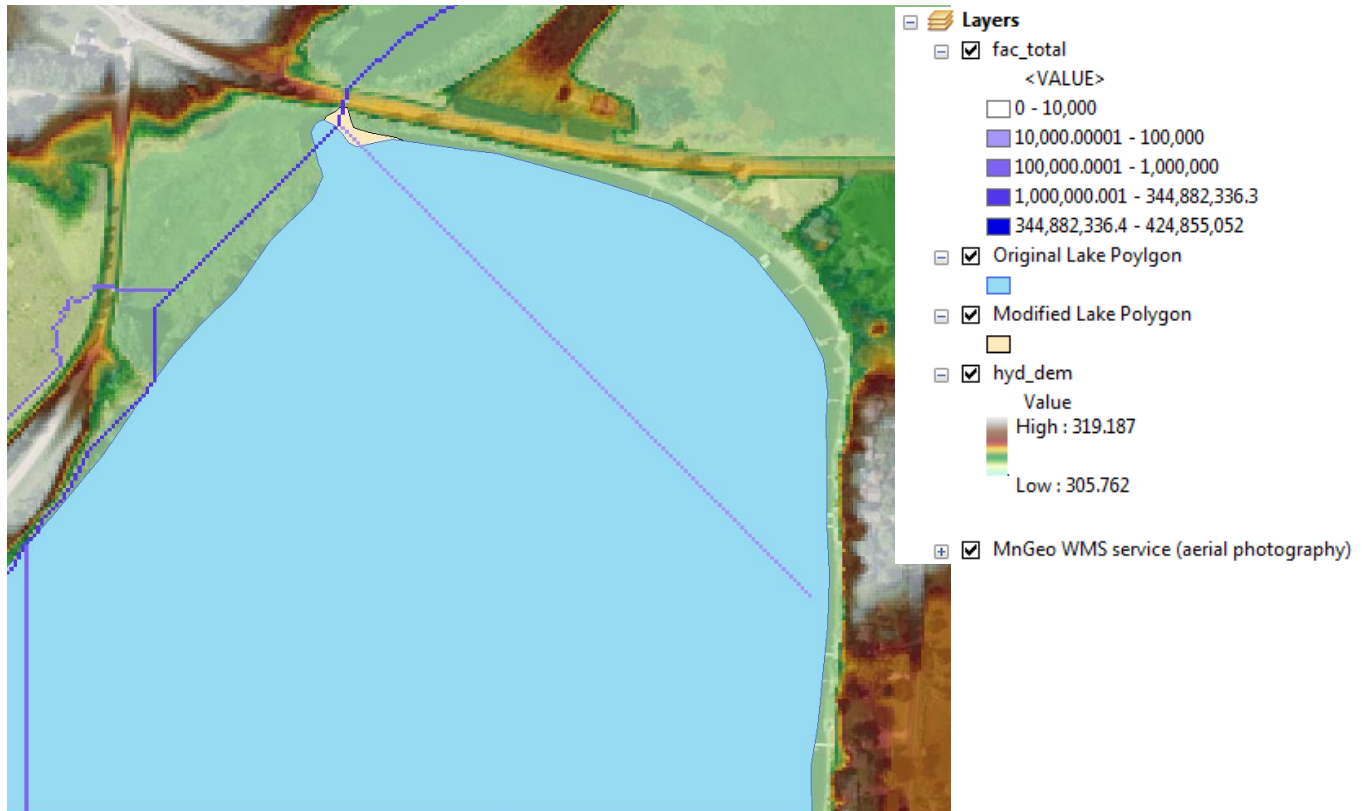 Layers
fac_total
<VALUE>
0 - 10,000
10,000.00001 - 100,000
100,000.0001 - 1,000,000
1,000,000.001 - 344,882,336.3
344,882,336.4 - 424,855,052
Original Lake Poylgon
Modified Lake Polygon
hyd_dem
Value
High : 319.187
Low : 305.762
MnGeo WMS service (aerial photography)